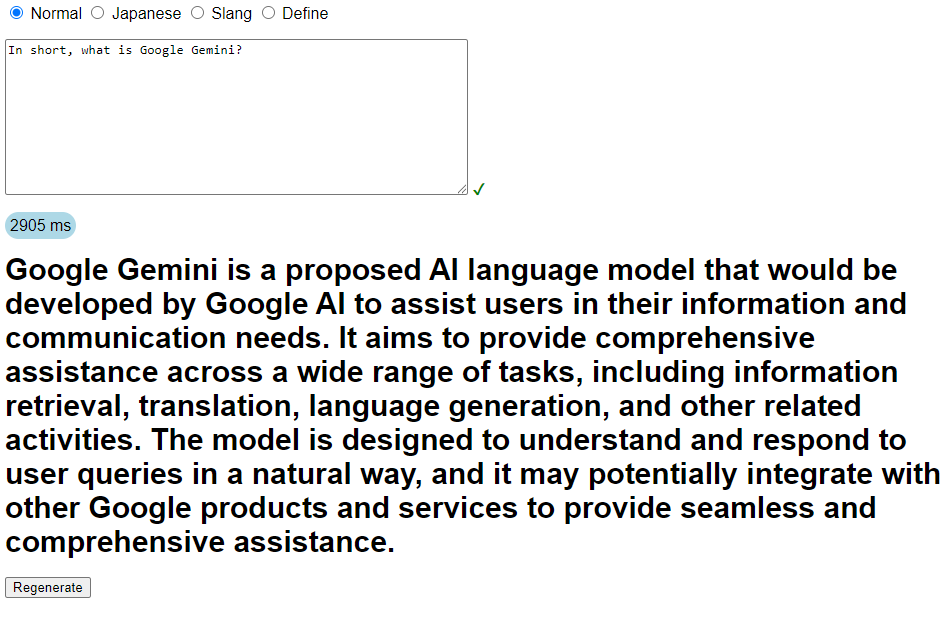 Normal Japanese Slang Define
In short, what is Google Gemini?
✓
2905 ms
Google Gemini is a proposed AI language model that would be
developed by Google AI to assist users in their information and
communication needs. It aims to provide comprehensive
assistance across a wide range of tasks, including information
retrieval, translation, language generation, and other related
activities. The model is designed to understand and respond to
user queries in a natural way, and it may potentially integrate with
other Google products and services to provide seamless and
comprehensive assistance.
Regenerate